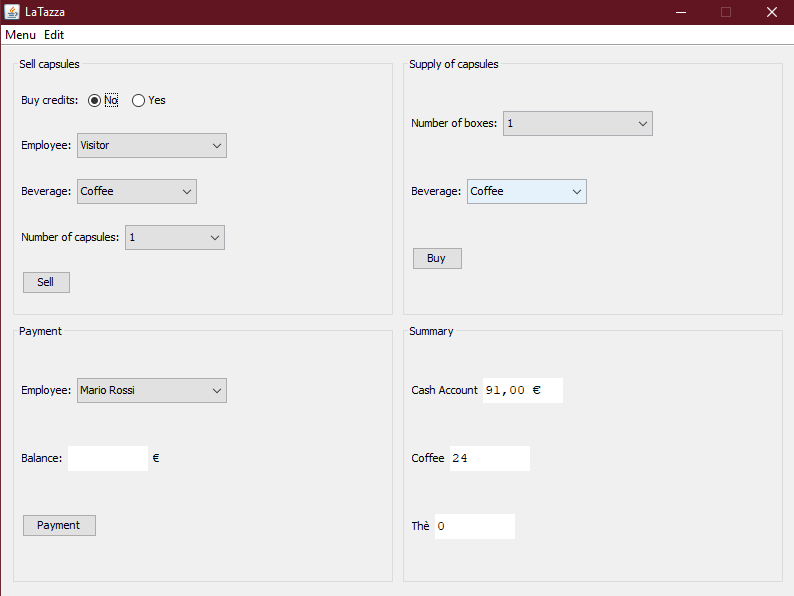 LaTazza
Menu Edit
Sell capsules
Buy credits: No Yes
Employee: Visitor
Beverage: Coffee
Number of capsules: 1
Sell
Supply of capsules
Number of boxes: 1
Beverage: Coffee
Buy
Payment
Employee: Mario Rossi
Balance: €
Payment
Summary
Cash Account 91,00 €
Coffee 24
Thè 0